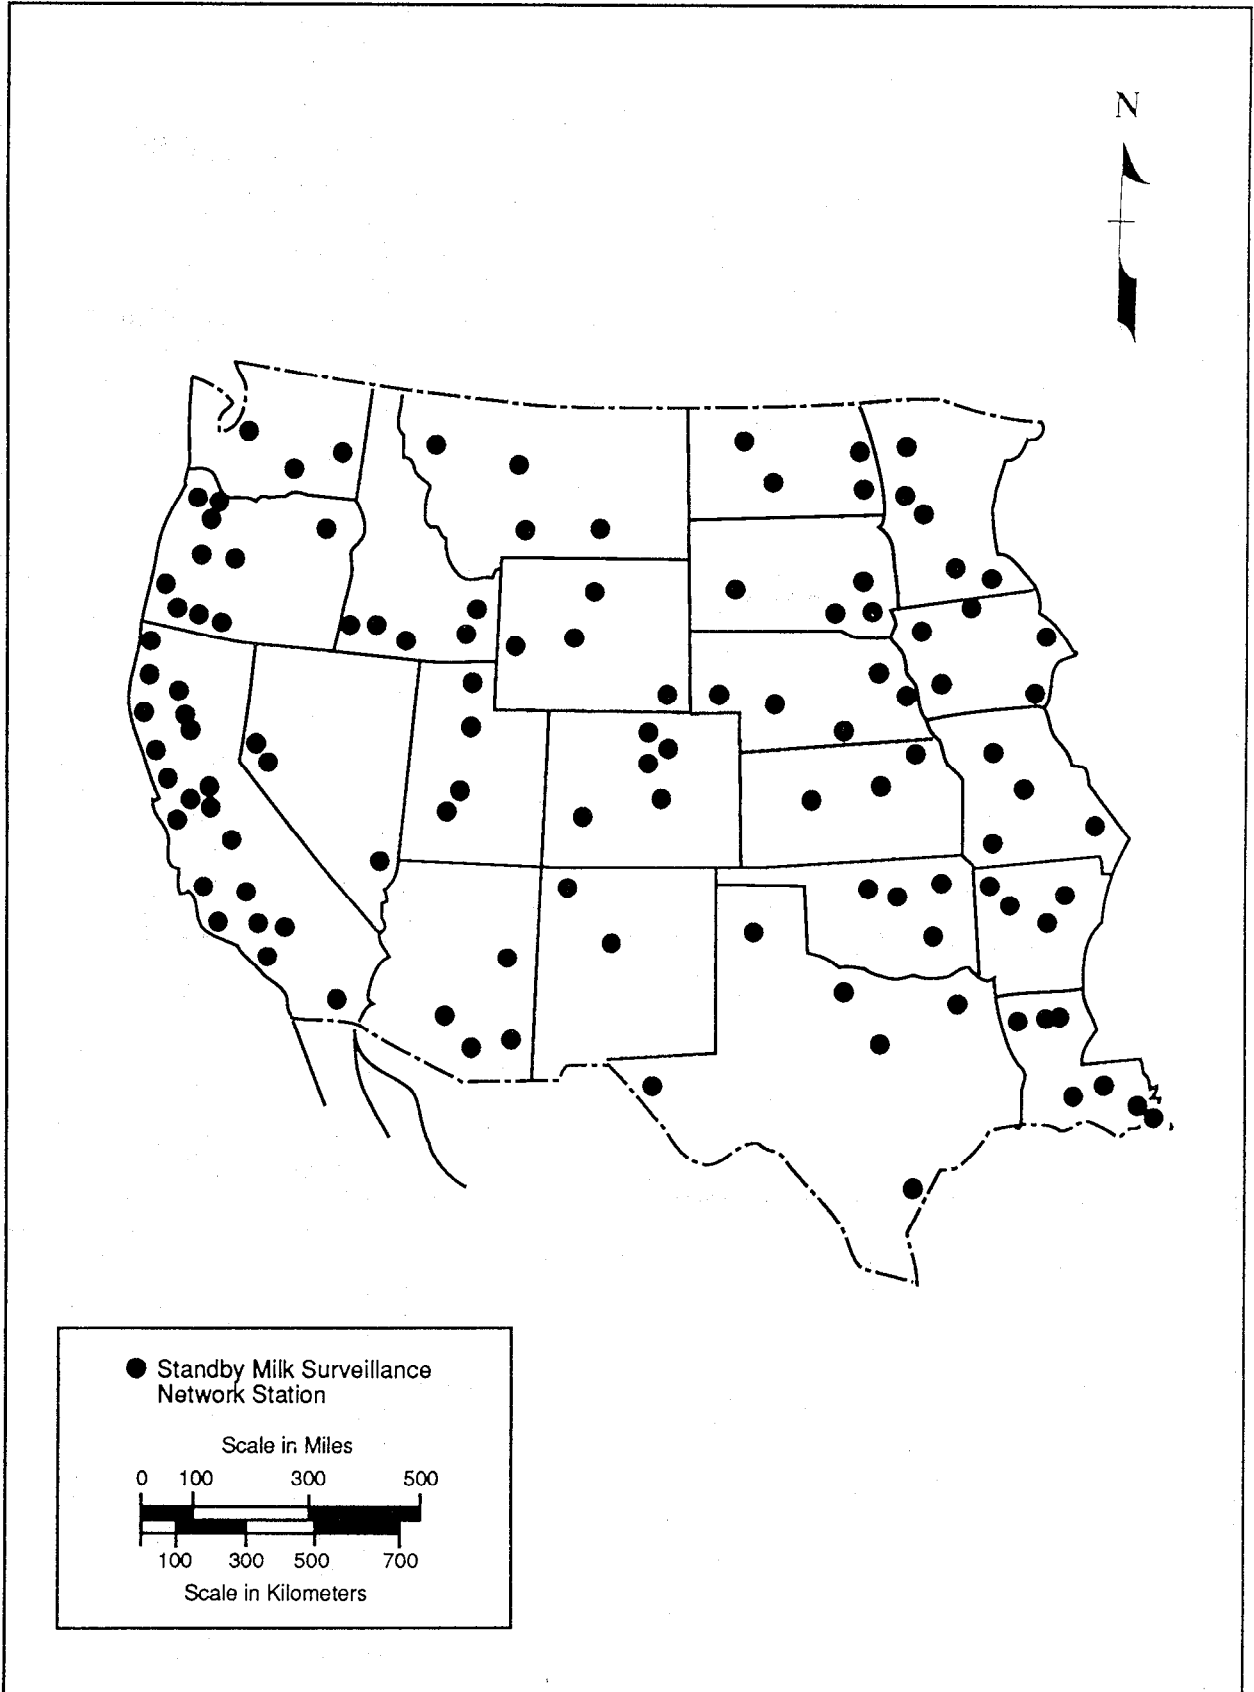 N
Standby Milk Surveillance
Network Station
Scale in Miles
0 100 300 500
100 300 500 700
Scale in Kilometers